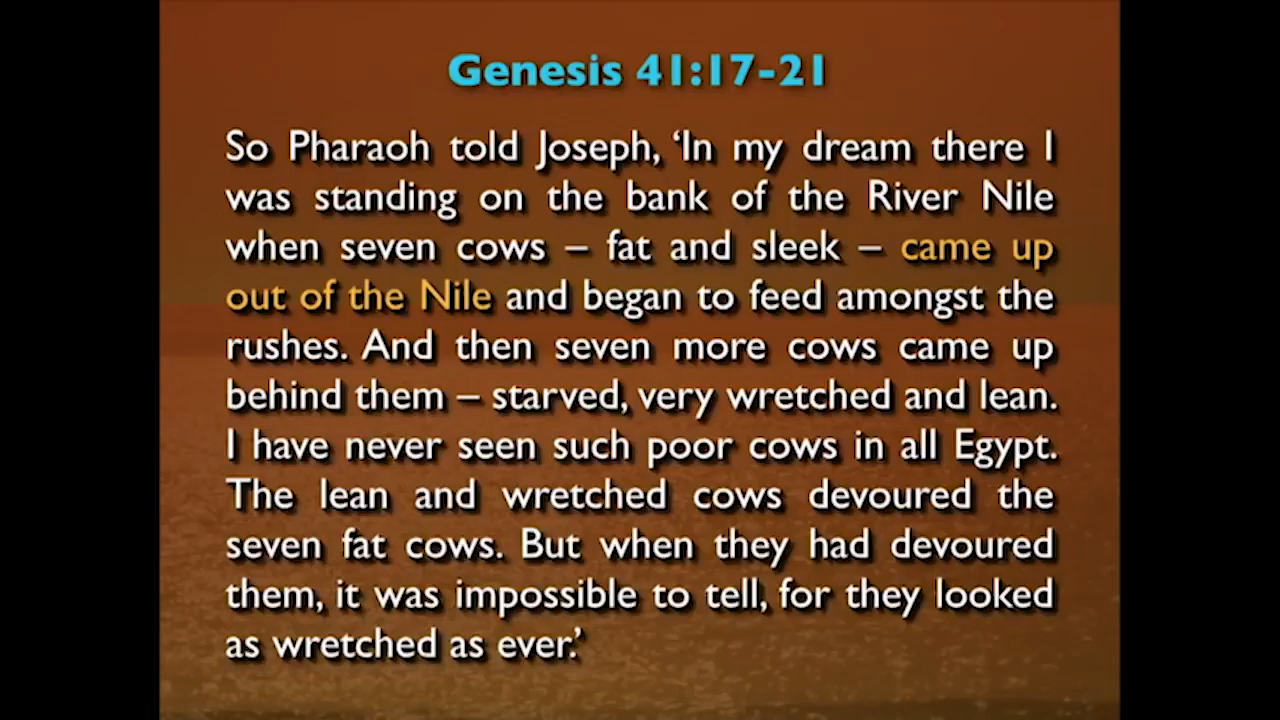 Genesis 41:17-21
So Pharaoh told Joseph, ‘In my dream there I
was standing on the bank of the River Nile
when seven cows – fat and sleek – came up
out of the Nile and began to feed amongst the
rushes. And then seven more cows came up
behind them – starved, very wretched and lean.
I have never seen such poor cows in all Egypt.
The lean and wretched cows devoured the
seven fat cows. But when they had devoured
them, it was impossible to tell, for they looked
as wretched as ever.’